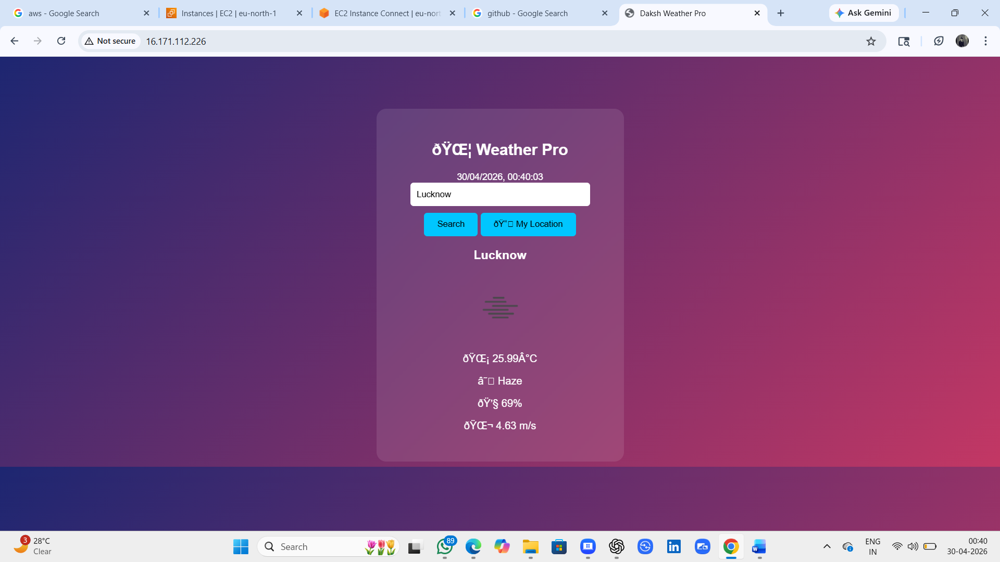 aws - Google Search
Instances | EC2 | eu-north-1
EC2 Instance Connect | eu-nort
github - Google Search
Daksh Weather Pro
Ask Gemini
Not secure
16.171.112.226
ðŸŒ¦ Weather Pro
30/04/2026, 00:40:03
Lucknow
Search
ðŸ“□ My Location
Lucknow
ðŸŒ¡ 25.99Â°C
â˜□ Haze
ðŸ’§ 69%
ðŸŒ¬ 4.63 m/s
3
28°C
Clear
Search
89
ENG
IN
00:40
30-04-2026